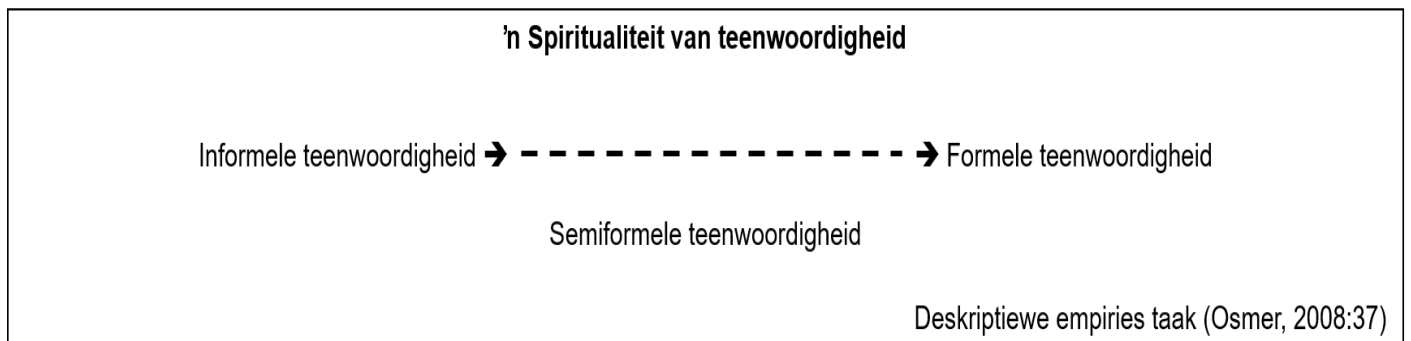 ’n Spiritualiteit van teenwoordigheid
Informele teenwoordigheid ➔ - - - - - - - - - - - - - - ➔ Formele teenwoordigheid
Semiformele teenwoordigheid
Deskriptiewe empiries taak (Osmer, 2008:37)